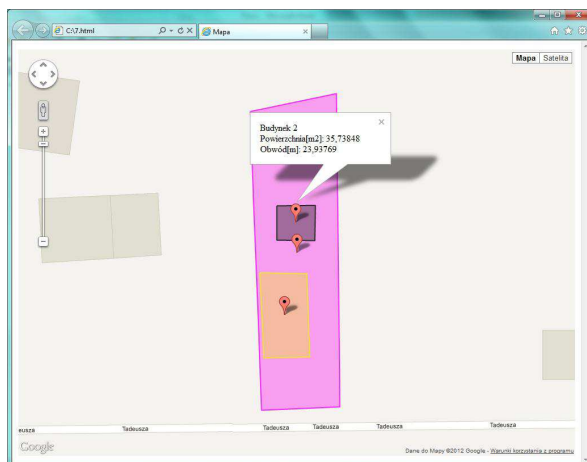 C:\7.html
Mapa
Mapa Satelita
Budynek 2
Powierzchnia[m2]: 35,73848
Obwód[m]: 23,93769
eusza Tadeusza Tadeusza Tadeusza Tadeusza Tadeusza
Google
Dane do Mapy ©2012 Google - Warunki korzystania z programu